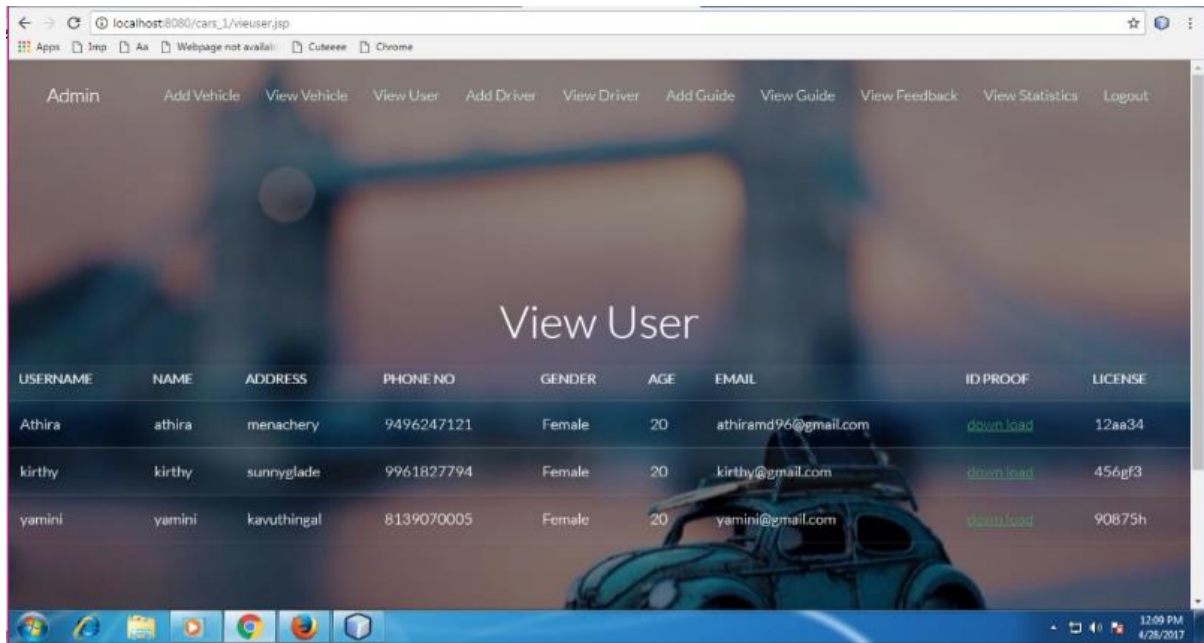 localhost:8080/cars_1/vieuser.jsp
Apps Imp Aa Webpage not availab Cuteeee Chrome
Admin Add Vehicle View Vehicle View User Add Driver View Driver Add Guide View Guide View Feedback View Statistics Logout
View User
USERNAME NAME ADDRESS PHONE NO GENDER AGE EMAIL ID PROOF LICENSE
Athira athira menachery 9496247121 Female 20 athiramd96@gmail.com down load 12aa34
kirthy kirthy sunnyglade 9961827794 Female 20 kirthy@gmail.com down load 456gf3
yamini yamini kavuthingal 8139070005 Female 20 yamini@gmail.com down load 90875h
12:09 PM
4/28/2017